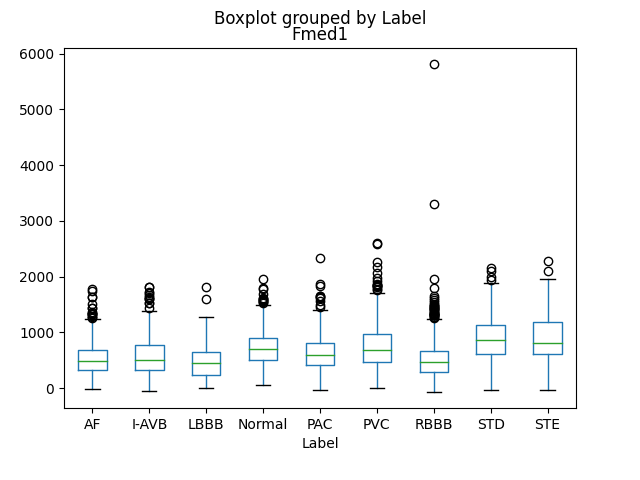 Boxplot grouped by Label
Fmed1
6000
5000
4000
3000
2000
1000
0
AF I-AVB LBBB Normal PAC PVC RBBB STD STE
Label